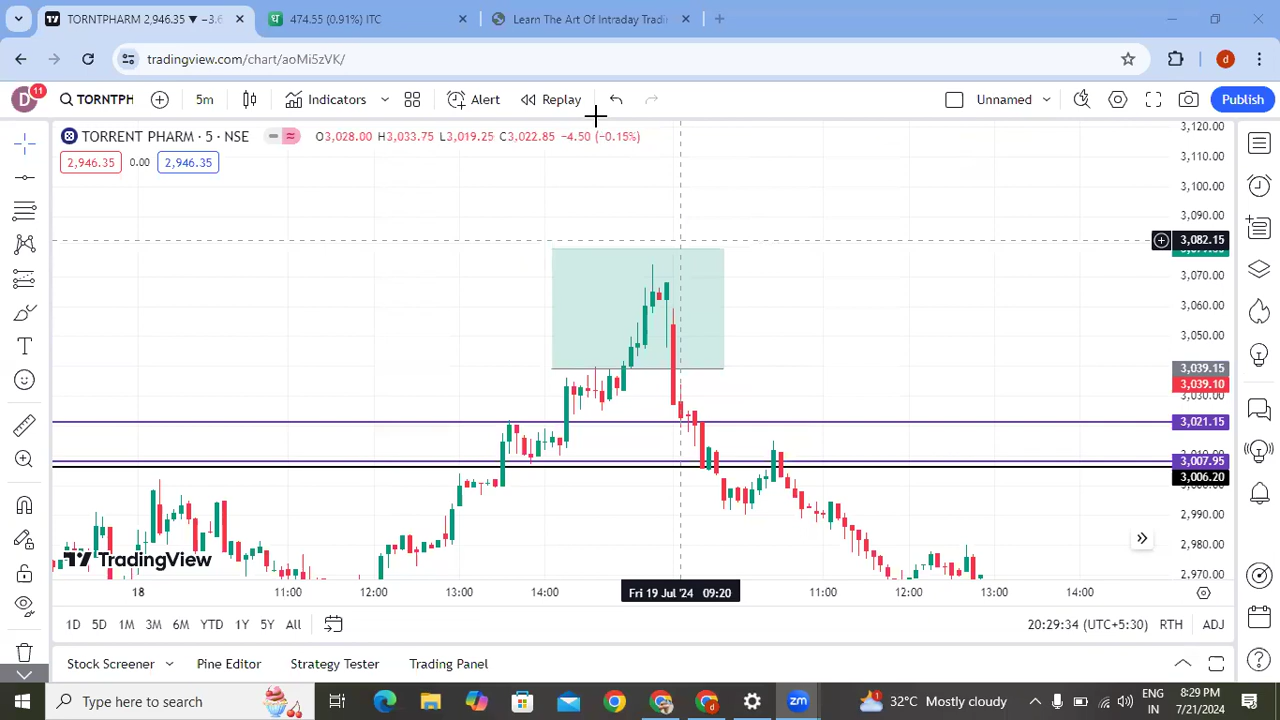 TORNTPHARM 2,946.35 ▼ −3.6
474.55 (0.91%) ITC
Learn The Art Of Intraday Tradi
tradingview.com/chart/aoMi5zVK/
D
11
TORNTPH
5m
Indicators
Alert
Replay
Unnamed
Publish
TORRENT PHARM · 5 · NSE
O3,028.00 H3,033.75 L3,019.25 C3,022.85 −4.50 (−0.15%)
2,946.35
0.00
2,946.35
3,120.00
3,110.00
3,100.00
3,090.00
3,082.15
3,070.00
3,060.00
3,050.00
3,039.15
3,039.10
3,030.00
3,021.15
3,007.95
3,006.20
2,990.00
2,980.00
2,970.00
TradingView
18
11:00
12:00
13:00
14:00
Fri 19 Jul '24 09:20
11:00
12:00
13:00
14:00
1D
5D
1M
3M
6M
YTD
1Y
5Y
All
20:29:34 (UTC+5:30)
RTH
ADJ
Stock Screener
Pine Editor
Strategy Tester
Trading Panel
Type here to search
zm
32°C Mostly cloudy
ENG
IN
8:29 PM
7/21/2024